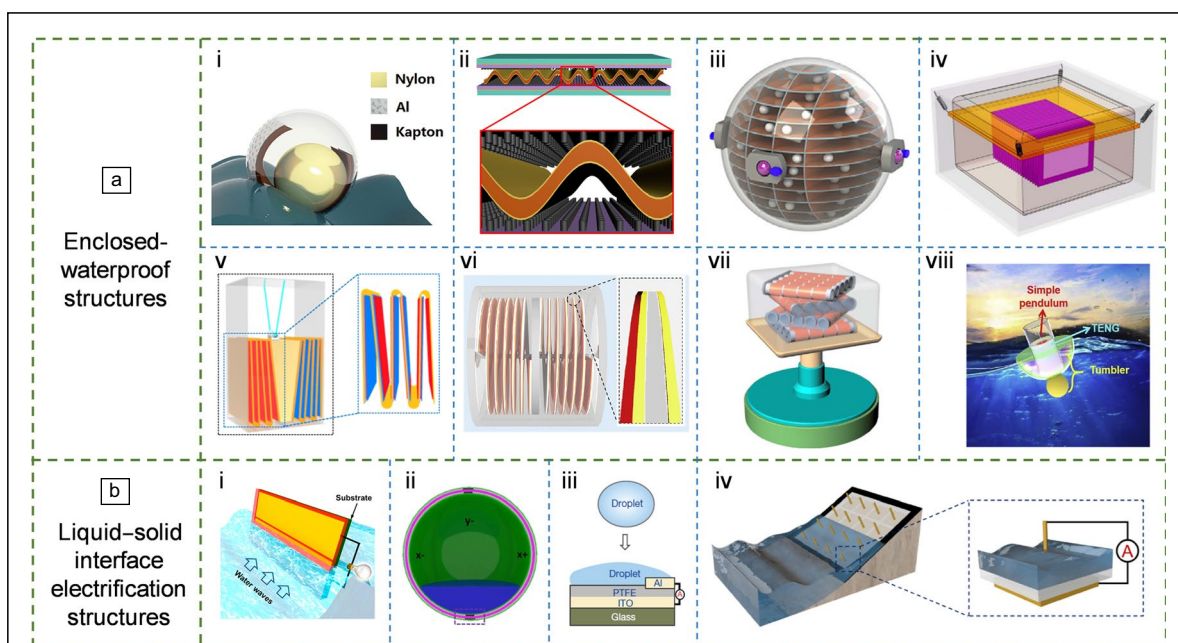 a
Enclosed-
waterproof
structures
i
Nylon
Al
Kapton
ii
iii
iv
v
vi
vii
viii
Simple
pendulum
TENG
Tumbler
b
Liquid–solid
interface
electrification
structures
i
Substrate
Water waves
ii
y-
x-
x+
iii
Droplet
Droplet
Al
PTFE
A
ITO
Glass
iv
A